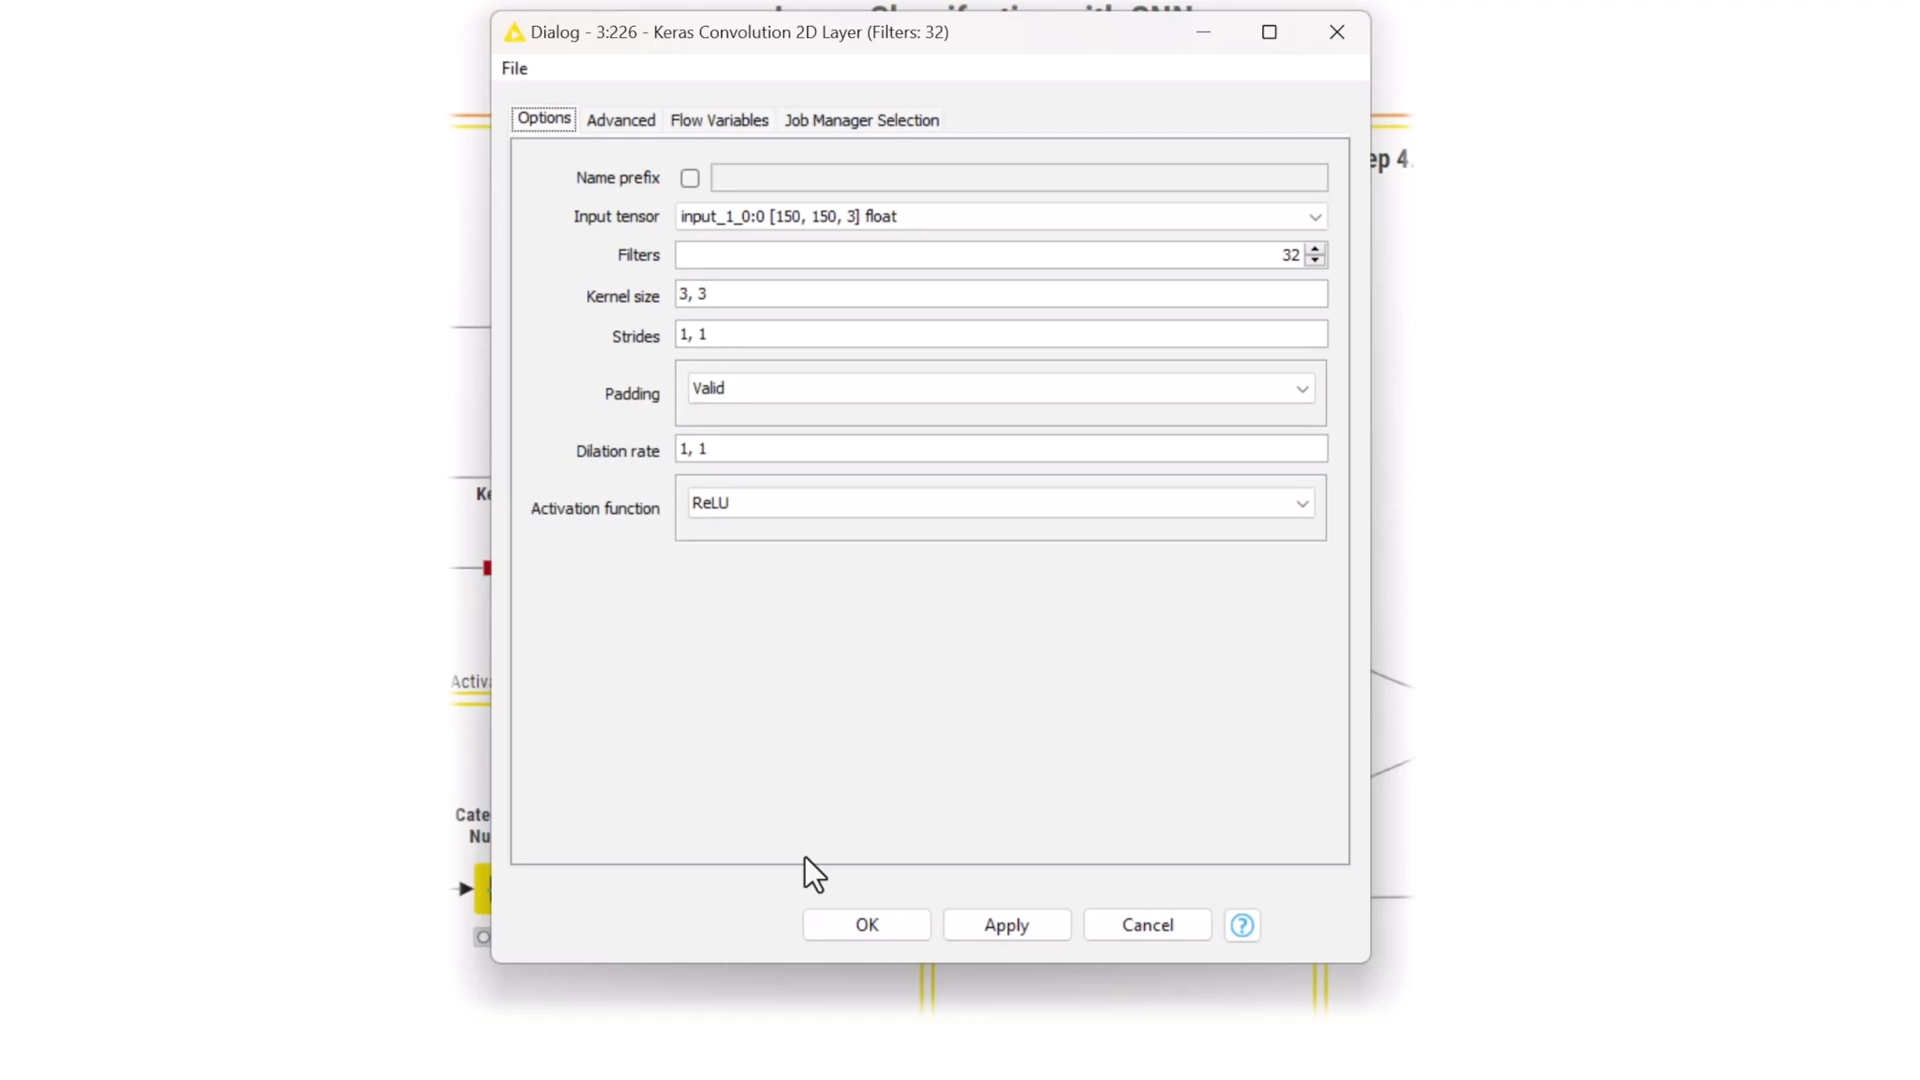 Dialog - 3:226 - Keras Convolution 2D Layer (Filters: 32)
File
Options Advanced Flow Variables Job Manager Selection
ep 4.
Name prefix
Input tensor input_1_0:0 [150, 150, 3] float
Filters 32
Kernel size 3, 3
Strides 1, 1
Padding Valid
Dilation rate 1, 1
Ke
Activation function ReLU
Activa
Cate
Nu
OK Apply Cancel ?